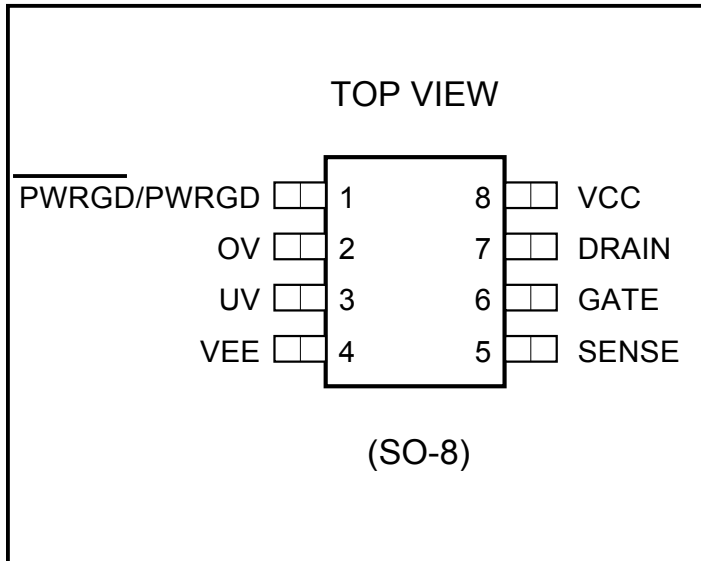 TOP VIEW
PWRGD/PWRGD 1 8 VCC
OV 2 7 DRAIN
UV 3 6 GATE
VEE 4 5 SENSE
(SO-8)